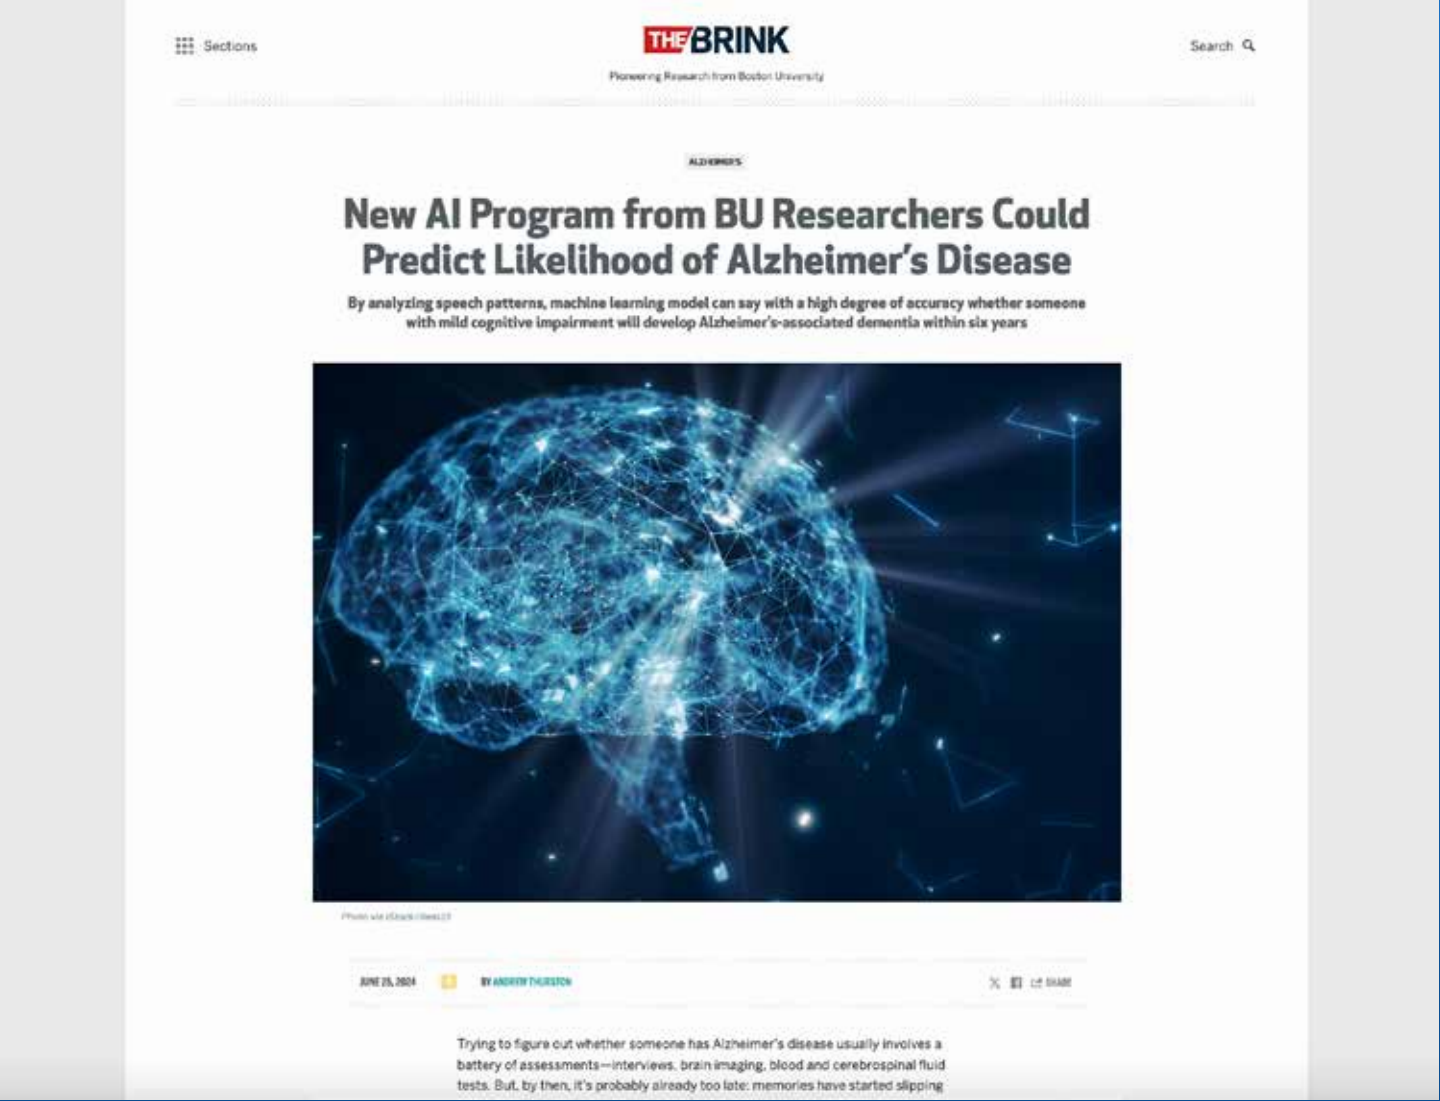 Sections
THE BRINK
Search
Pioneering Research from Boston University
ALZHEIMER'S
New AI Program from BU Researchers Could
Predict Likelihood of Alzheimer's Disease
By analyzing speech patterns, machine learning model can say with a high degree of accuracy whether someone
with mild cognitive impairment will develop Alzheimer's-associated dementia within six years
Photo via
JUNE 25, 2024
BY ANDREW THURSTON
SHARE
Trying to figure out whether someone has Alzheimer's disease usually involves a
battery of assessments—interviews, brain imaging, blood and cerebrospinal fluid
tests. But, by then, it's probably already too late: memories have started slipping